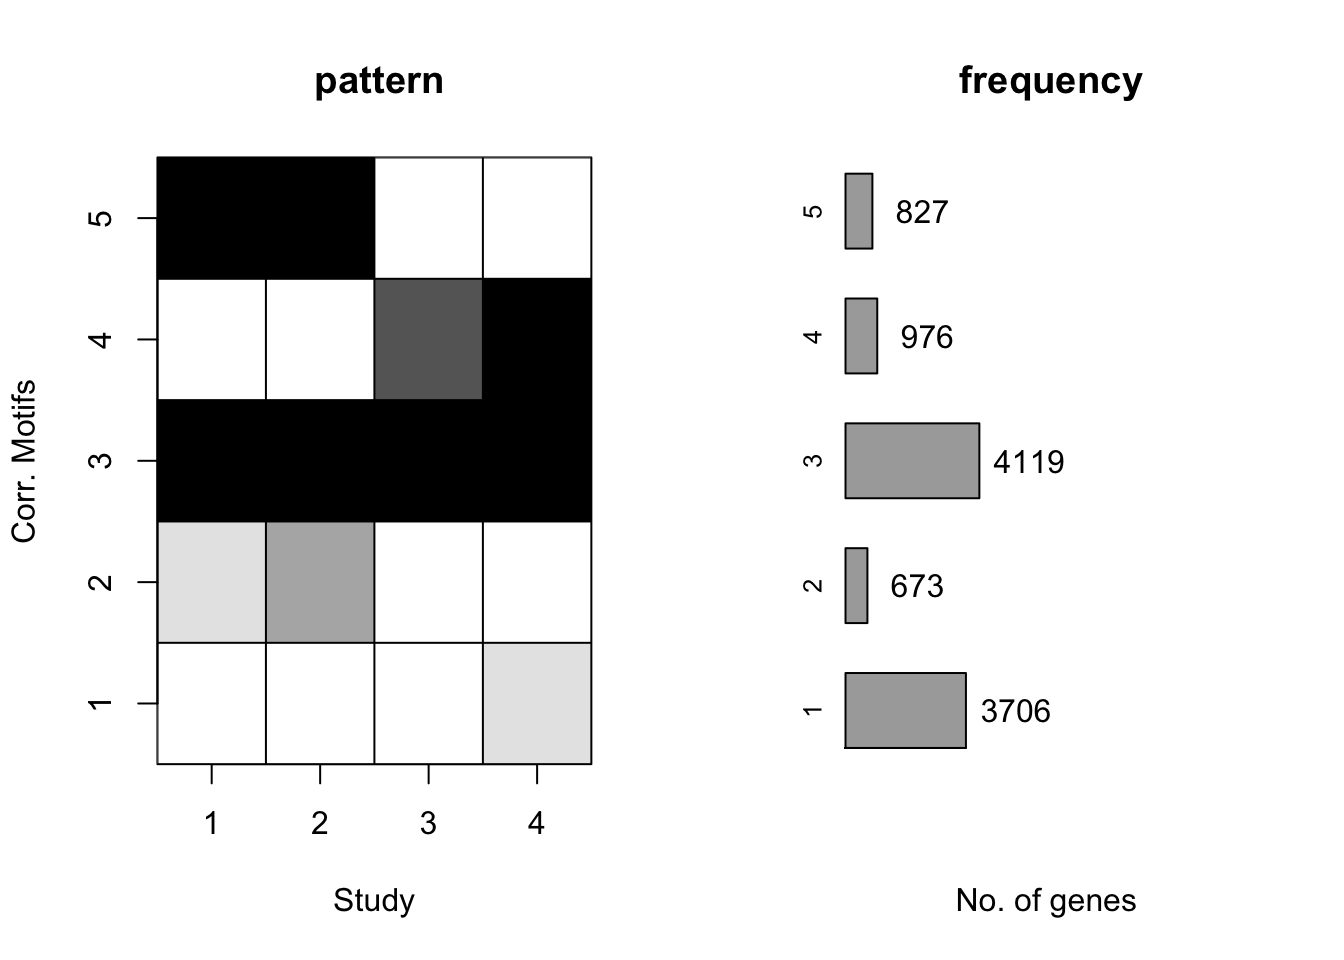 pattern
Corr. Motifs
5
4
3
2
1
1 2 3 4
Study
frequency
5 827
4 976
3 4119
2 673
1 3706
No. of genes